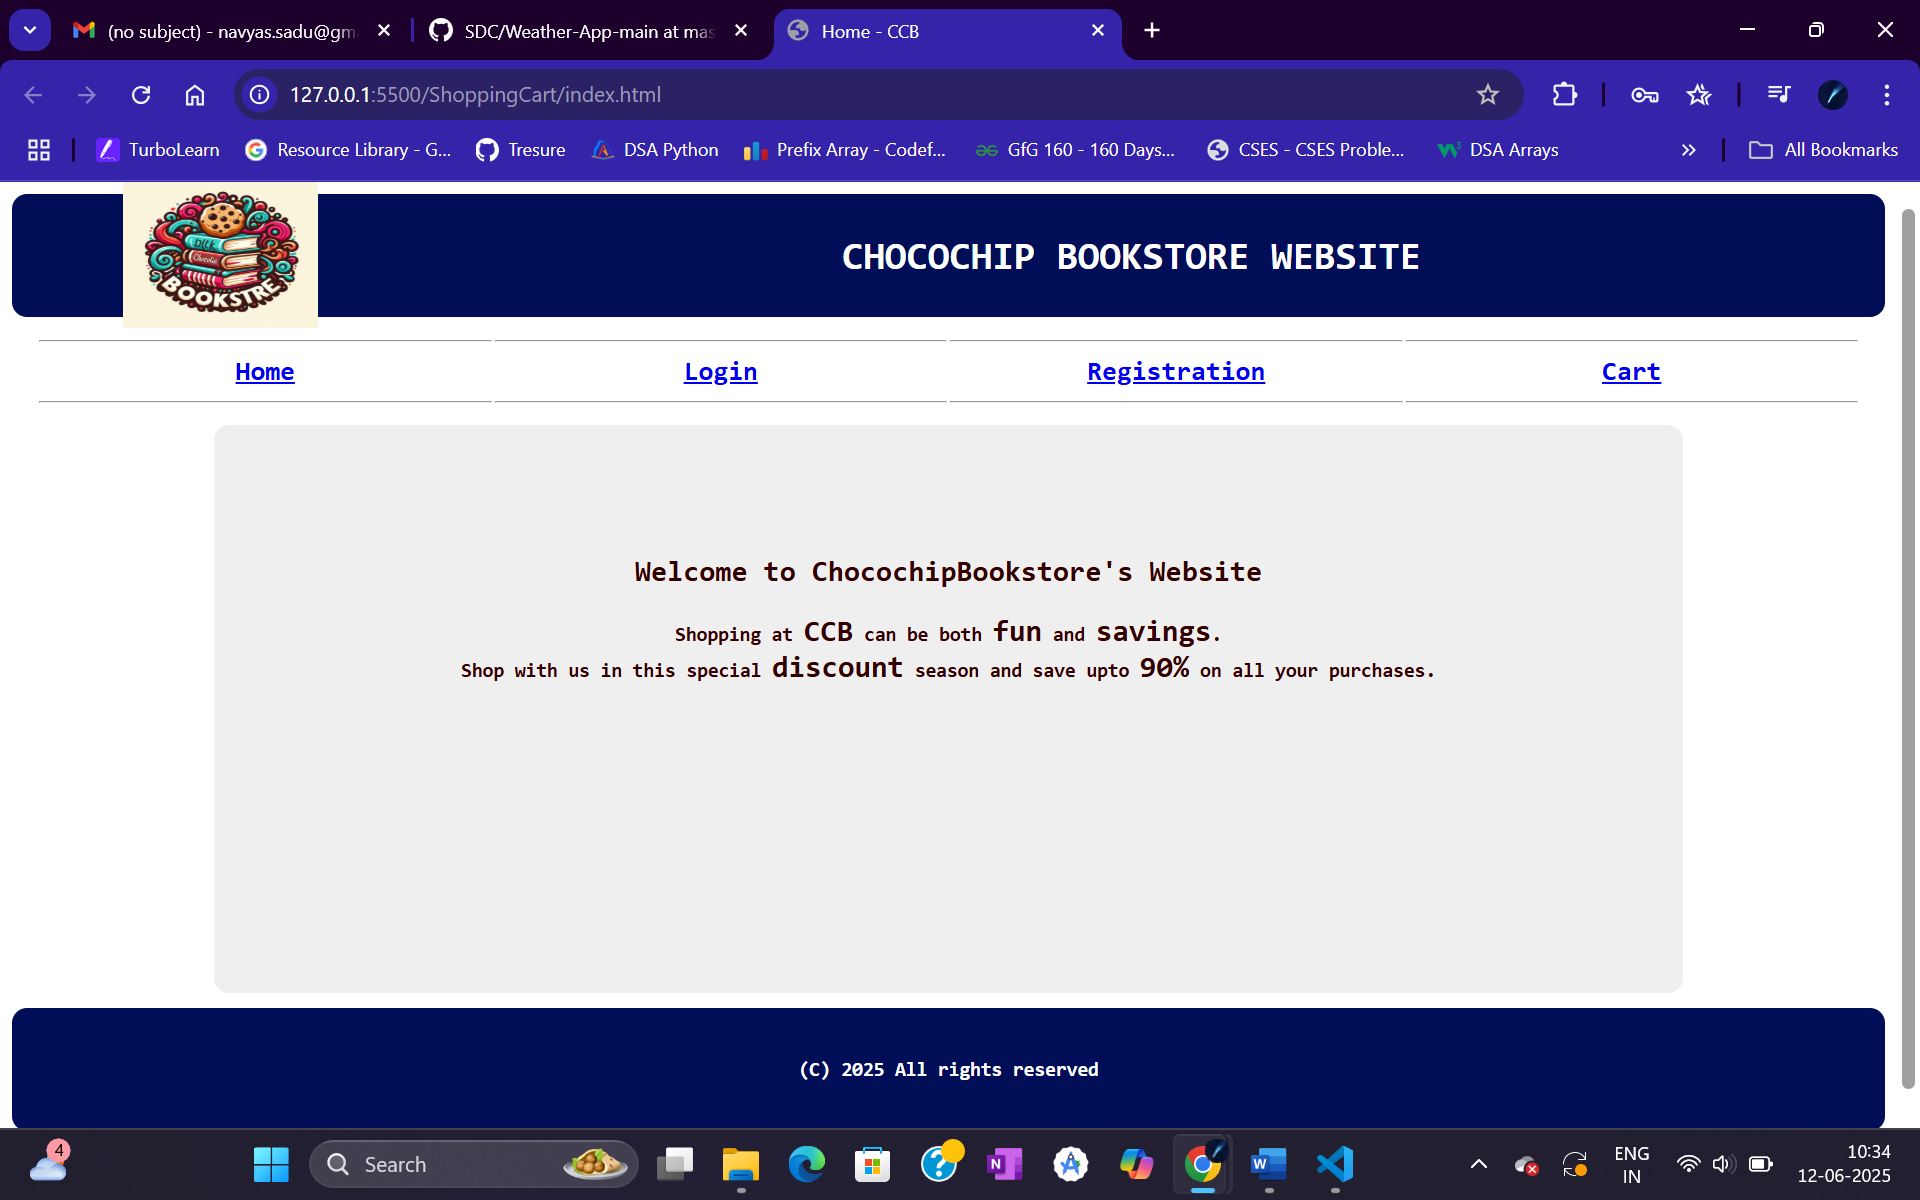 (no subject) - navyas.sadu@gm
SDC/Weather-App-main at mas
Home - CCB
127.0.0.1:5500/ShoppingCart/index.html
TurboLearn
Resource Library - G...
Tresure
DSA Python
Prefix Array - Codef...
GfG 160 - 160 Days...
CSES - CSES Proble...
DSA Arrays
All Bookmarks
BOOKSTRE
CHOCOCHIP BOOKSTORE WEBSITE
Home
Login
Registration
Cart
Welcome to ChocochipBookstore's Website
Shopping at CCB can be both fun and savings.
Shop with us in this special discount season and save upto 90% on all your purchases.
(C) 2025 All rights reserved
4
Search
ENG
IN
10:34
12-06-2025